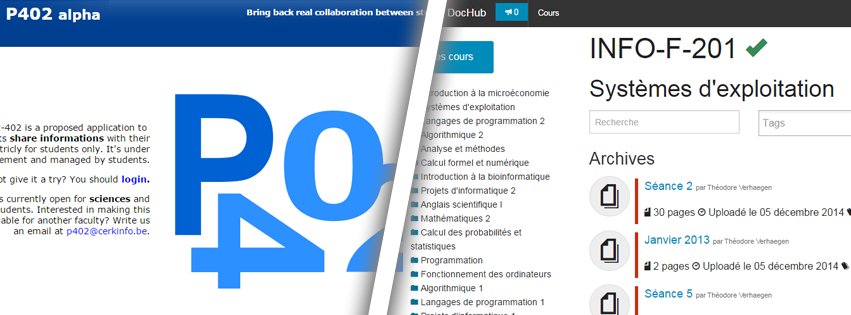 P402 alpha
Bring back real collaboration between
-402 is a proposed application to
ts share informations with their
strictly for students only. It's under
ement and managed by students.
ot give it a try? You should login.
s currently open for sciences and
udents. Interested in making this
able for another faculty? Write us
an email at p402@cerkinfo.be.
P402
DocHub
0
Cours
cours
Introduction à la microéconomie
Systèmes d'exploitation
Langages de programmation 2
Algorithmique 2
Analyse et méthodes
Calcul formel et numérique
Introduction à la bioinformatique
Projets d'informatique 2
Anglais scientifique I
Mathématiques 2
Calcul des probabilités et
statistiques
Programmation
Fonctionnement des ordinateurs
Algorithmique 1
Langages de programmation 1
Projets d'informatique 1
INFO-F-201
Systèmes d'exploitation
Recherche
Tags
Archives
Séance 2 par Théodore Verhaegen
30 pages Uploadé le 05 décembre 2014
Janvier 2013 par Théodore Verhaegen
2 pages Uploadé le 05 décembre 2014
Séance 5 par Théodore Verhaegen